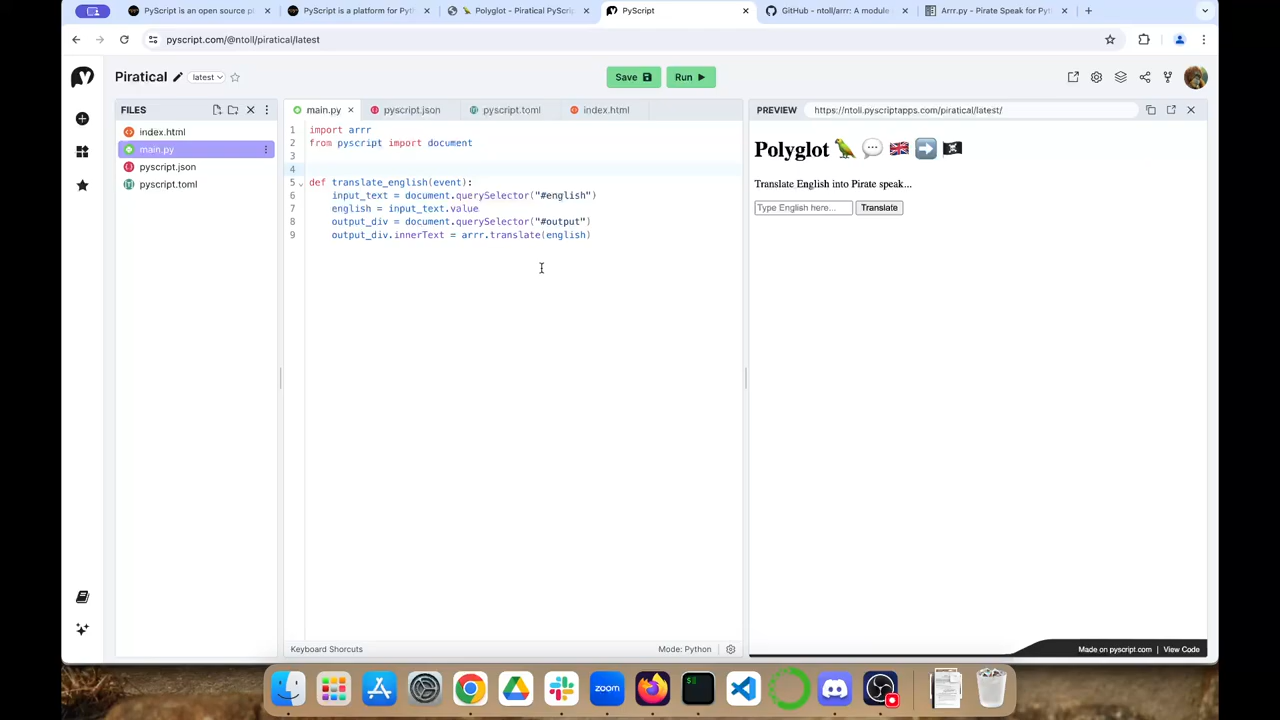 PyScript is an open source pl
PyScript is a platform for Pyth
Polyglot - Piratical PyScrip
PyScript
GitHub - ntoll/arrr: A module
Arrr.py - Pirate Speak for Pyth
pyscript.com/@ntoll/piratical/latest
Piratical
latest
Save
Run
FILES
index.html
main.py
pyscript.json
pyscript.toml
main.py
pyscript.json
pyscript.toml
index.html
1 import arrr
2 from pyscript import document
3
4
5 def translate_english(event):
6 input_text = document.querySelector("#english")
7 english = input_text.value
8 output_div = document.querySelector("#output")
9 output_div.innerText = arrr.translate(english)
Keyboard Shorcuts
Mode: Python
PREVIEW
https://ntoll.pyscriptapps.com/piratical/latest/
Polyglot 🦜 💬 🇬🇧 ➡️ 🏴‍☠️
Translate English into Pirate speak...
Type English here...
Translate
Made on pyscript.com | View Code
zoom